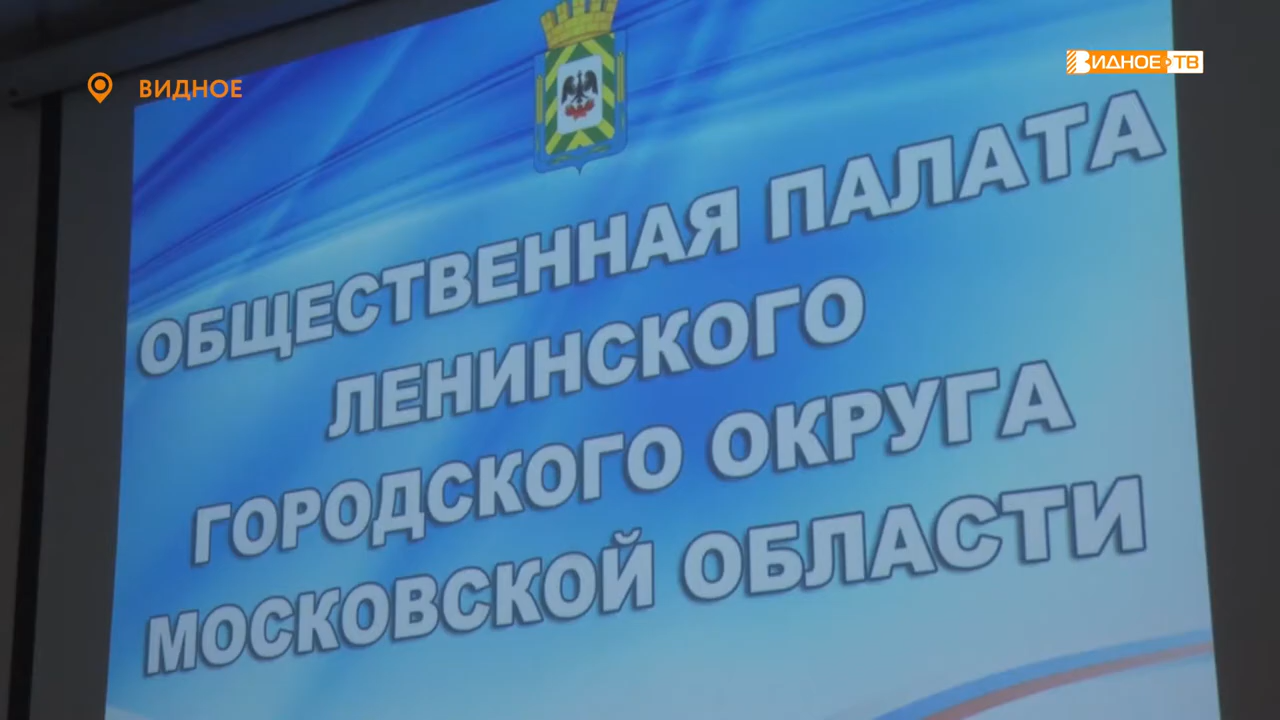 ВИДНОЕ
ВИДНОЕ ТВ
ОБЩЕСТВЕННАЯ ПАЛАТА
ЛЕНИНСКОГО
ГОРОДСКОГО ОКРУГА
МОСКОВСКОЙ ОБЛАСТИ